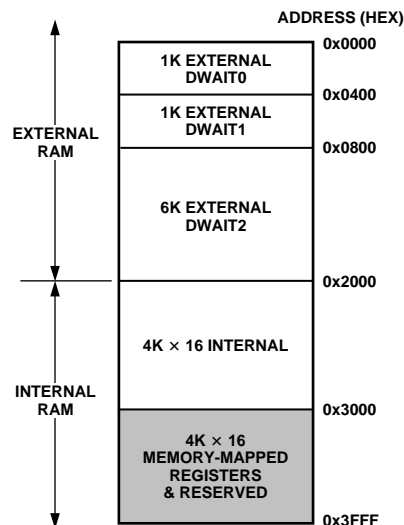 ADDRESS (HEX)
0x0000
1K EXTERNAL
DWAIT0
0x0400
1K EXTERNAL
DWAIT1
0x0800
EXTERNAL
RAM
6K EXTERNAL
DWAIT2
0x2000
4K × 16 INTERNAL
INTERNAL
RAM
0x3000
4K × 16
MEMORY-MAPPED
REGISTERS
& RESERVED
0x3FFF